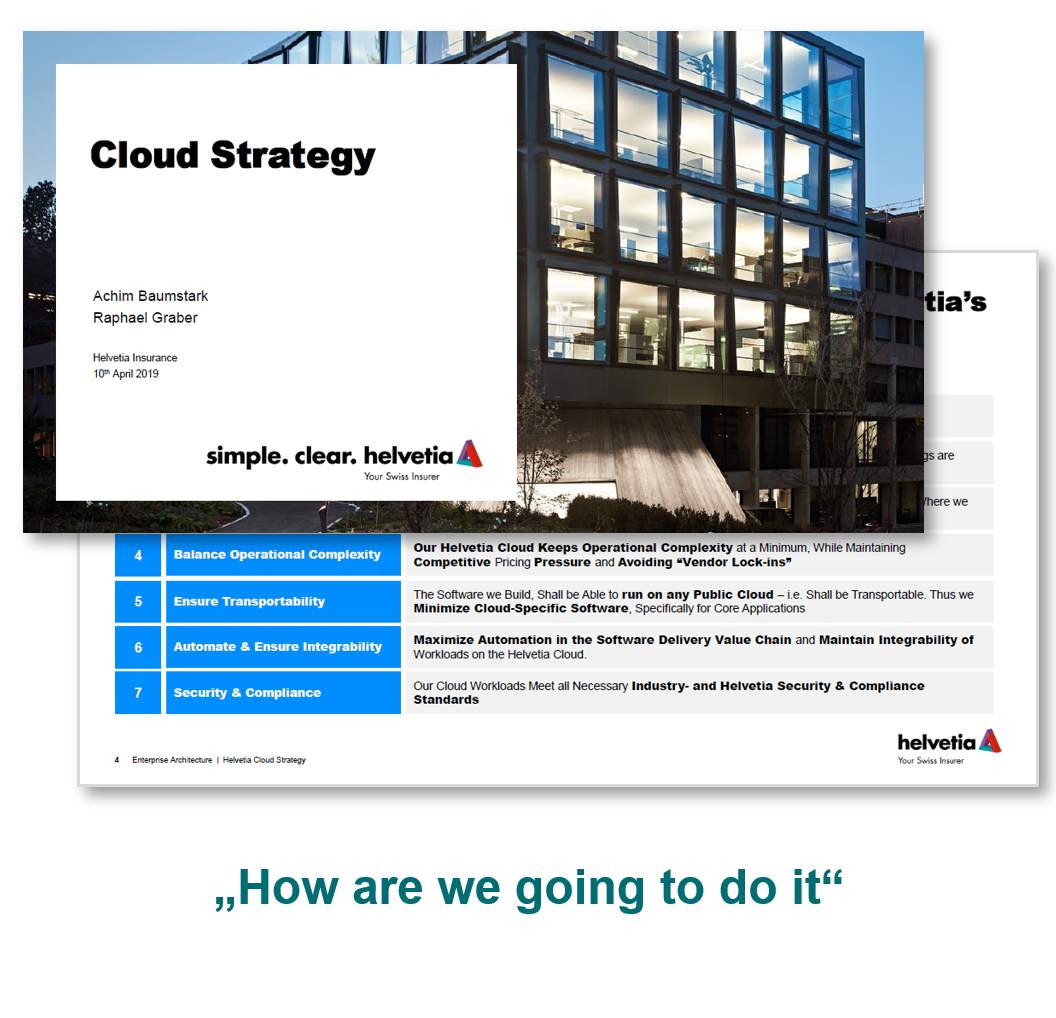 Cloud Strategy
Achim Baumstark
Raphael Graber
Helvetia Insurance
10th April 2019
simple. clear. helvetia
Your Swiss Insurer
4
Balance Operational Complexity
Our Helvetia Cloud Keeps Operational Complexity at a Minimum, While Maintaining
Competitive Pricing Pressure and Avoiding “Vendor Lock-ins”
5
Ensure Transportability
The Software we Build, Shall be Able to run on any Public Cloud – i.e. Shall be Transportable. Thus we
Minimize Cloud-Specific Software, Specifically for Core Applications
6
Automate & Ensure Integrability
Maximize Automation in the Software Delivery Value Chain and Maintain Integrability of
Workloads on the Helvetia Cloud.
7
Security & Compliance
Our Cloud Workloads Meet all Necessary Industry- and Helvetia Security & Compliance
Standards
4 Enterprise Architecture | Helvetia Cloud Strategy
helvetia
Your Swiss Insurer
„How are we going to do it“